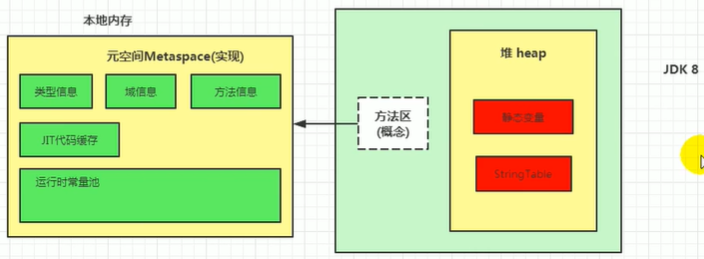 本地内存
元空间Metaspace(实现)
类型信息
域信息
方法信息
JIT代码缓存
运行时常量池
方法区
(概念)
堆 heap
静态变量
StringTable
JDK 8